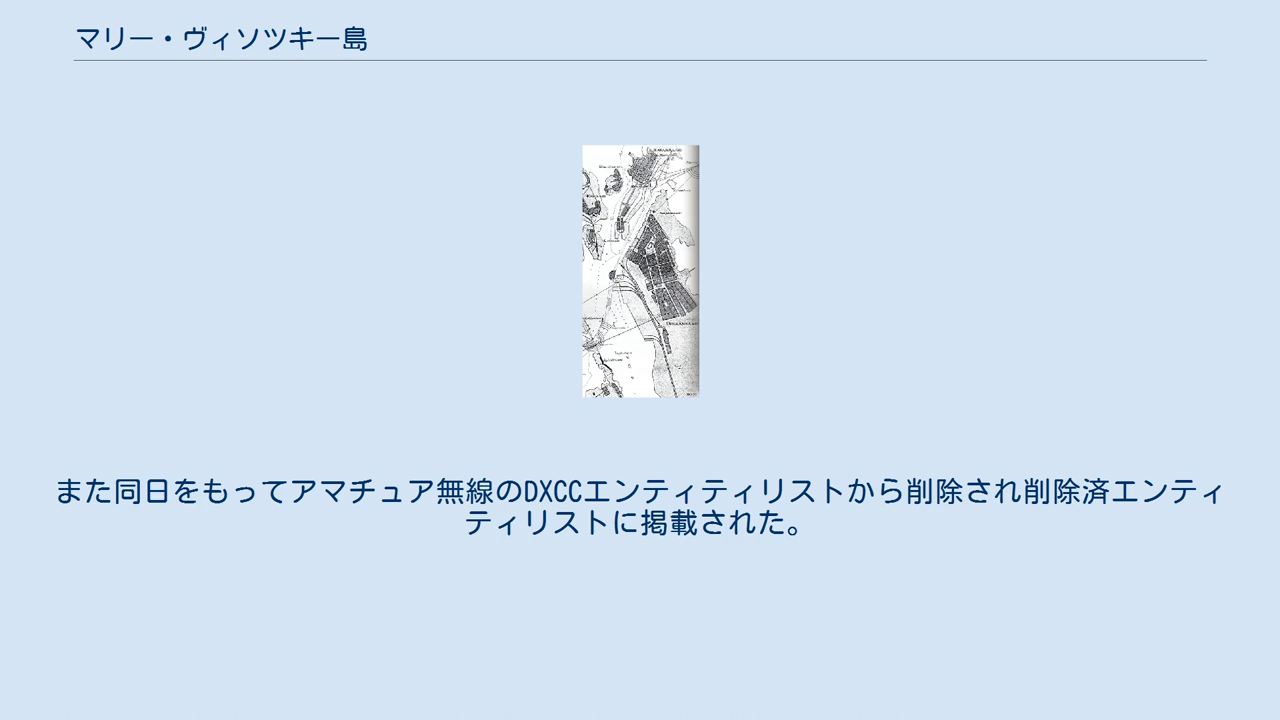 マリー・ヴィソツキー島
また同日をもってアマチュア無線のDXCCエンティティリストから削除され削除済エンティ
ティリストに掲載された。